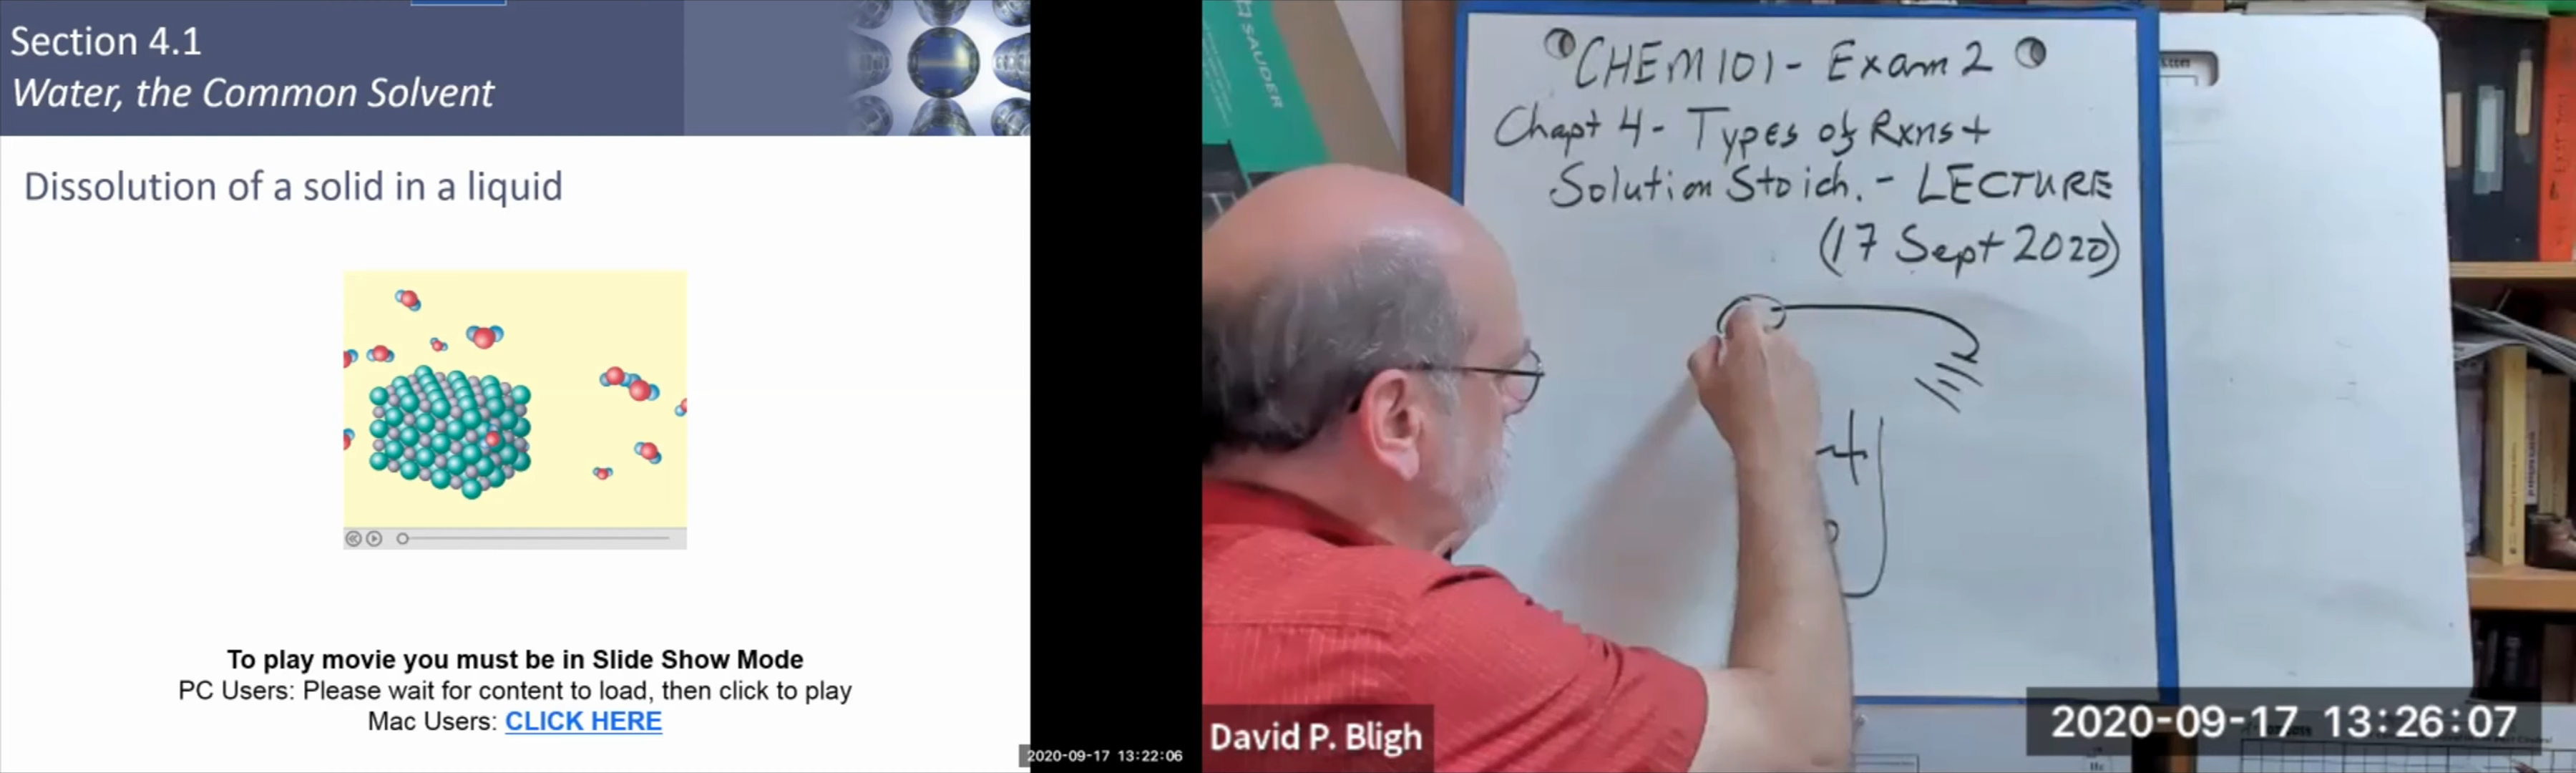 Section 4.1
Water, the Common Solvent
Dissolution of a solid in a liquid
To play movie you must be in Slide Show Mode
PC Users: Please wait for content to load, then click to play
Mac Users: CLICK HERE
2020-09-17 13:22:06
SAUDER
CHEM 101 - Exam 2
Chapt 4 - Types of Rxns +
Solution Stoich. - LECTURE
(17 Sept 2020)
David P. Bligh
2020-09-17 13:26:07